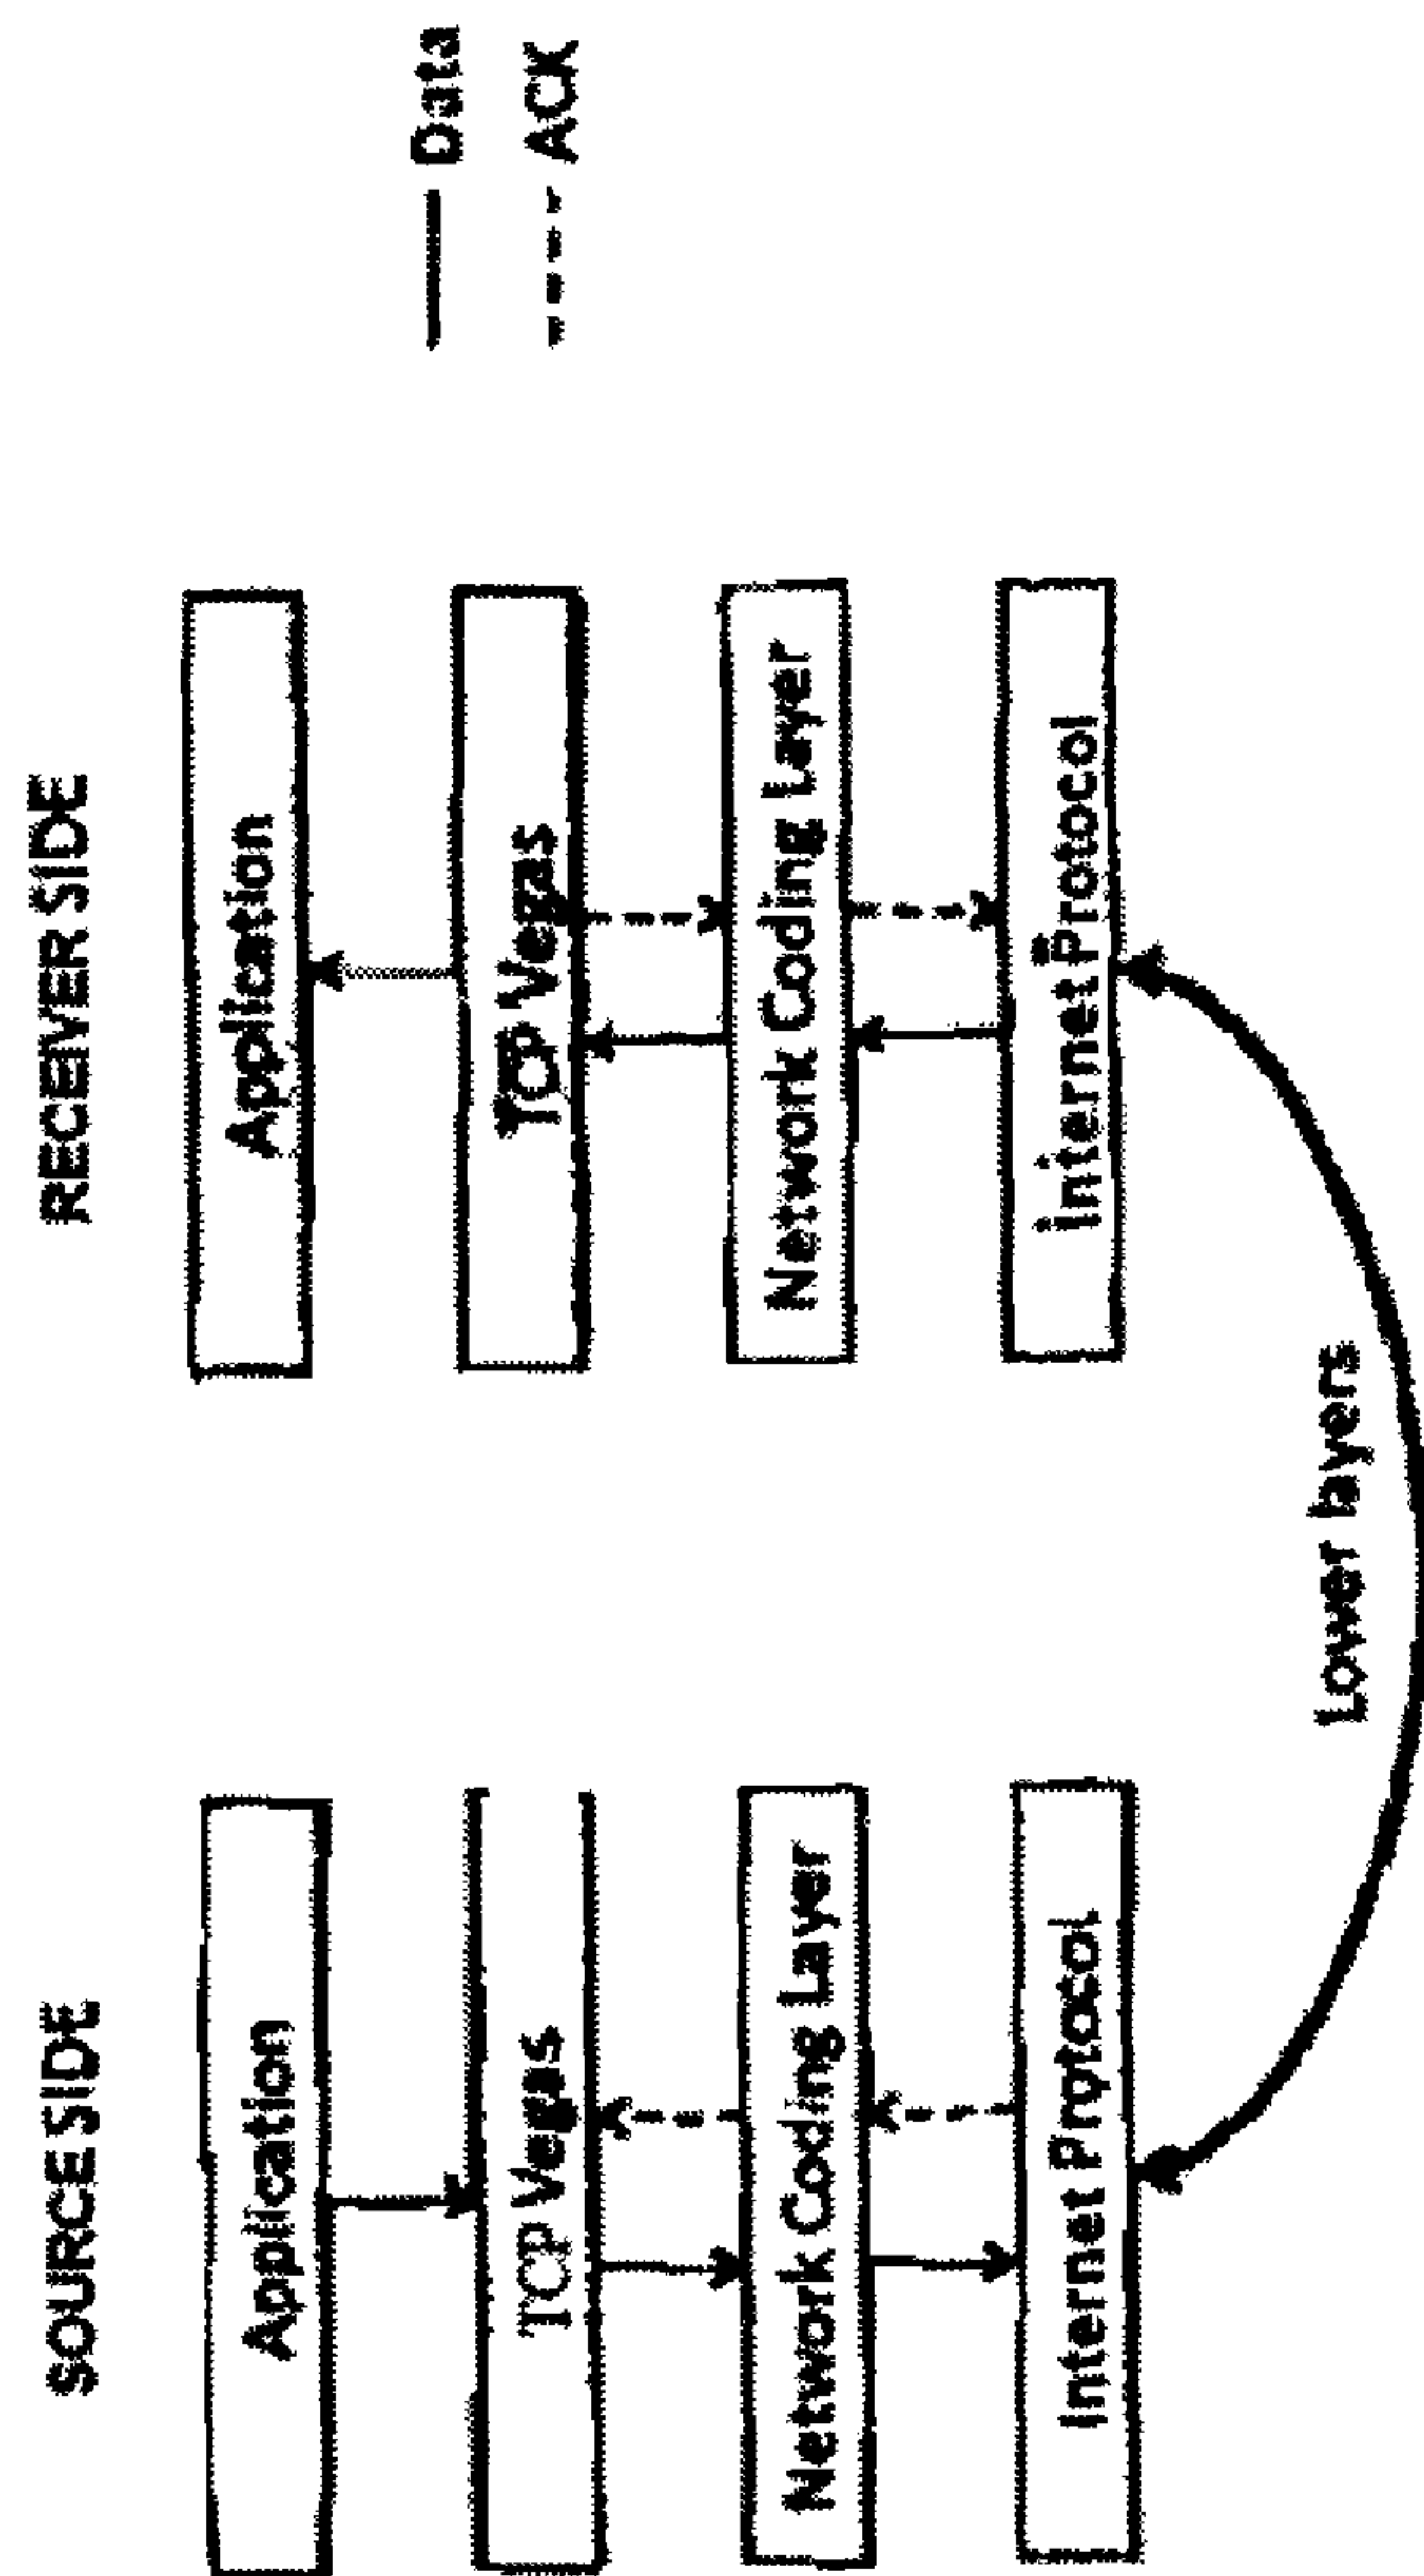 SOURCE SIDE
Application
TCP Vegas
Network Coding Layer
Internet Protocol
RECEIVER SIDE
Application
TCP Vegas
Network Coding Layer
Internet Protocol
Data
ACK
Lower layers